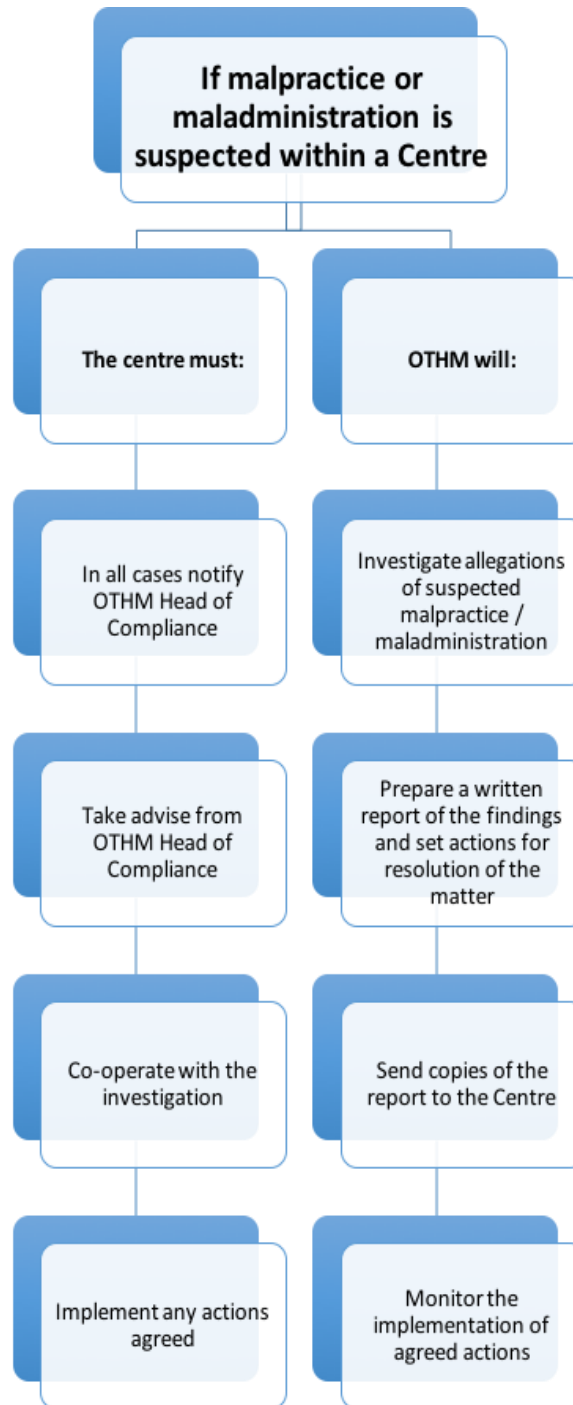 If malpractice or
maladministration is
suspected within a Centre
The centre must:
OTHM will:
In all cases notify
OTHM Head of
Compliance
Investigate allegations
of suspected
malpractice /
maladministration
Take advise from
OTHM Head of
Compliance
Prepare a written
report of the findings
and set actions for
resolution of the
matter
Co-operate with the
investigation
Send copies of the
report to the Centre
Implement any actions
agreed
Monitor the
implementation of
agreed actions